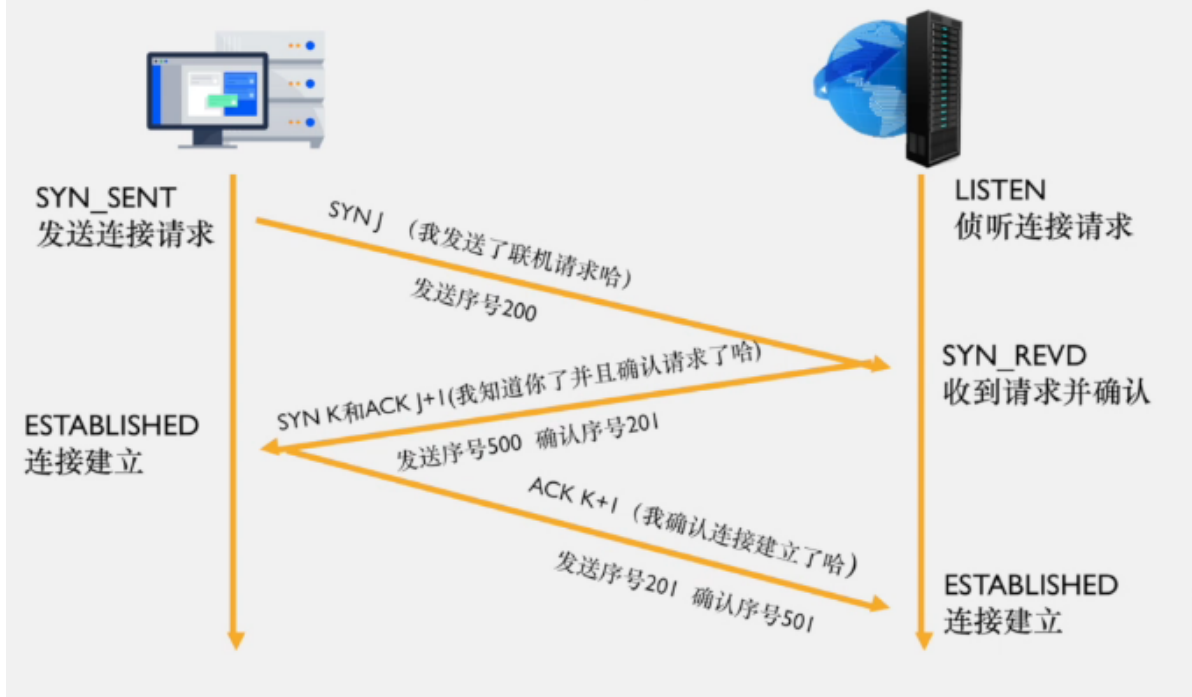 SYN_SENT
发送连接请求
LISTEN
侦听连接请求
SYN J （我发送了联机请求哈）
发送序号200
SYN_REVD
收到请求并确认
SYN K和ACK J+1(我知道你了并且确认请求了哈)
发送序号500 确认序号201
ESTABLISHED
连接建立
ACK K+1（我确认连接建立了哈）
发送序号201 确认序号501
ESTABLISHED
连接建立